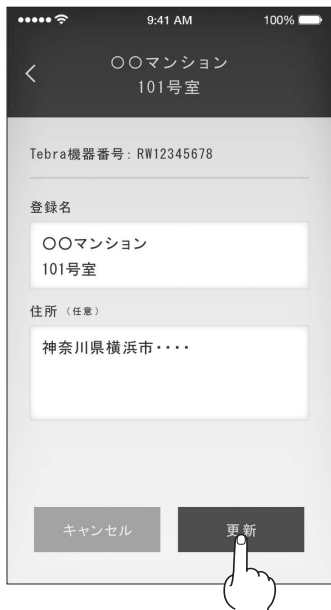 9:41 AM
100%
〇〇マンション
101号室
Tebra機器番号: RW12345678
登録名
〇〇マンション
101号室
住所 (任意)
神奈川県横浜市・・・・
キャンセル
更新